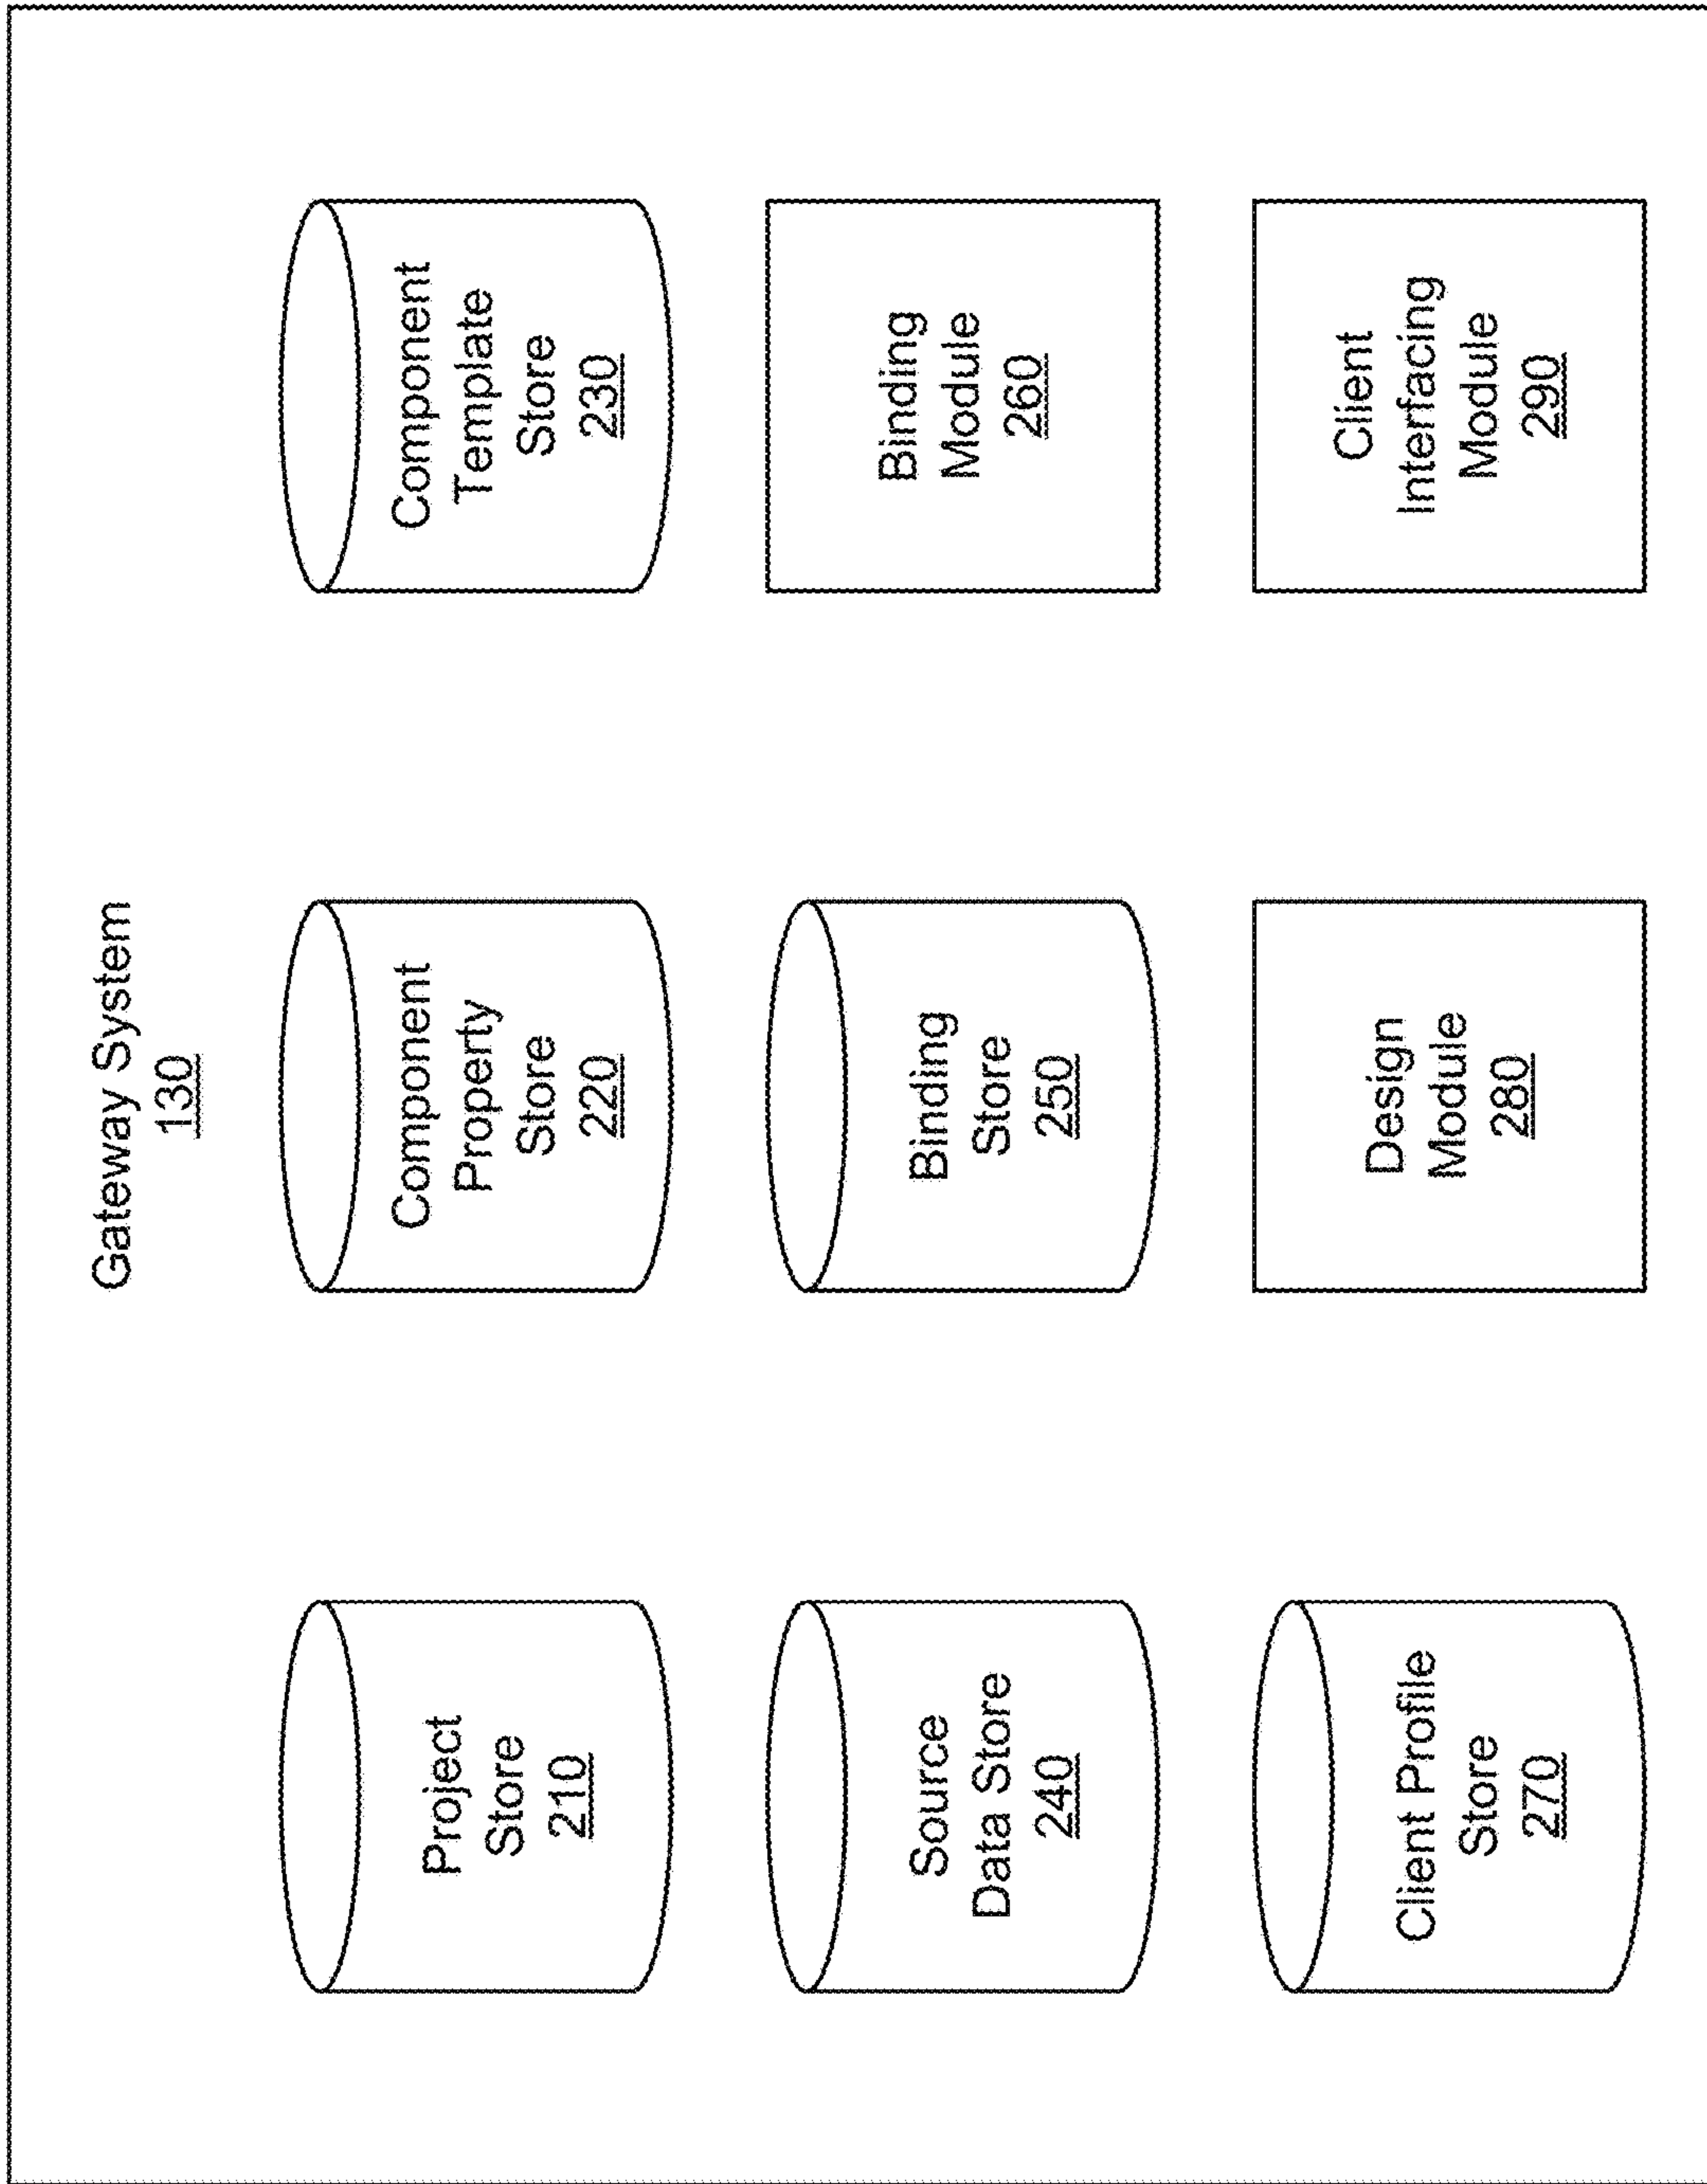 Gateway System
130
Project
Store
210
Component
Property
Store
220
Component
Template
Store
230
Source
Data Store
240
Binding
Store
250
Binding
Module
260
Client Profile
Store
270
Design
Module
280
Client
Interfacing
Module
290